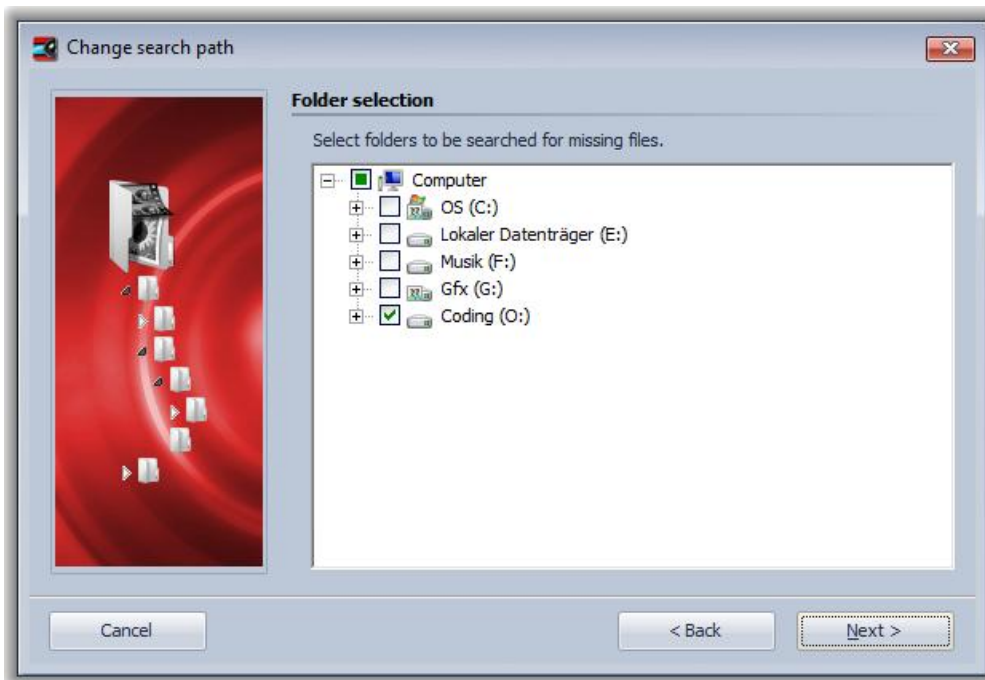 Change search path
Folder selection
Select folders to be searched for missing files.
Computer
OS (C:)
Lokaler Datenträger (E:)
Musik (F:)
Gfx (G:)
Coding (O:)
Cancel
< Back
Next >